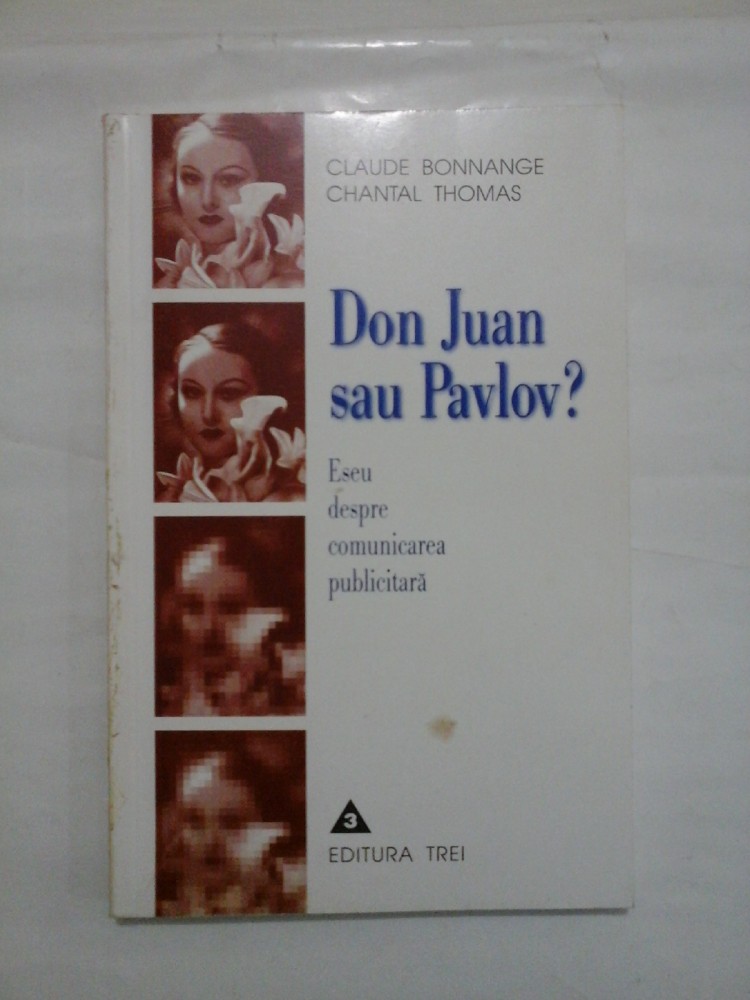 CLAUDE BONNANGE
CHANTAL THOMAS
Don Juan
sau Pavlov?
Eseu
despre
comunicarea
publicitară
3
EDITURA TREI